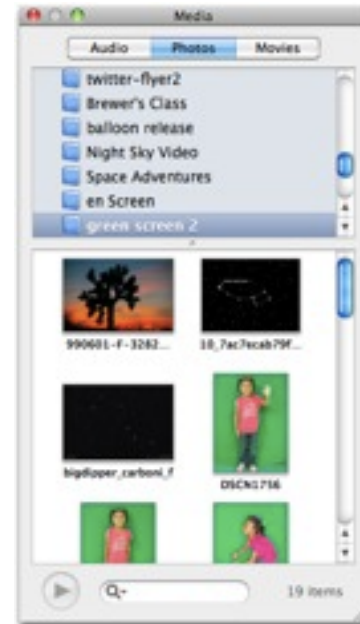 Media
Audio Photos Movies
twitter-flyer2
Brewer's Class
balloon release
Night Sky Video
Space Adventures
en Screen
green screen 2
990601-F-3282... 10_7ac7ecab79f...
bigdipper_carboni_f
DSCN1756
19 items